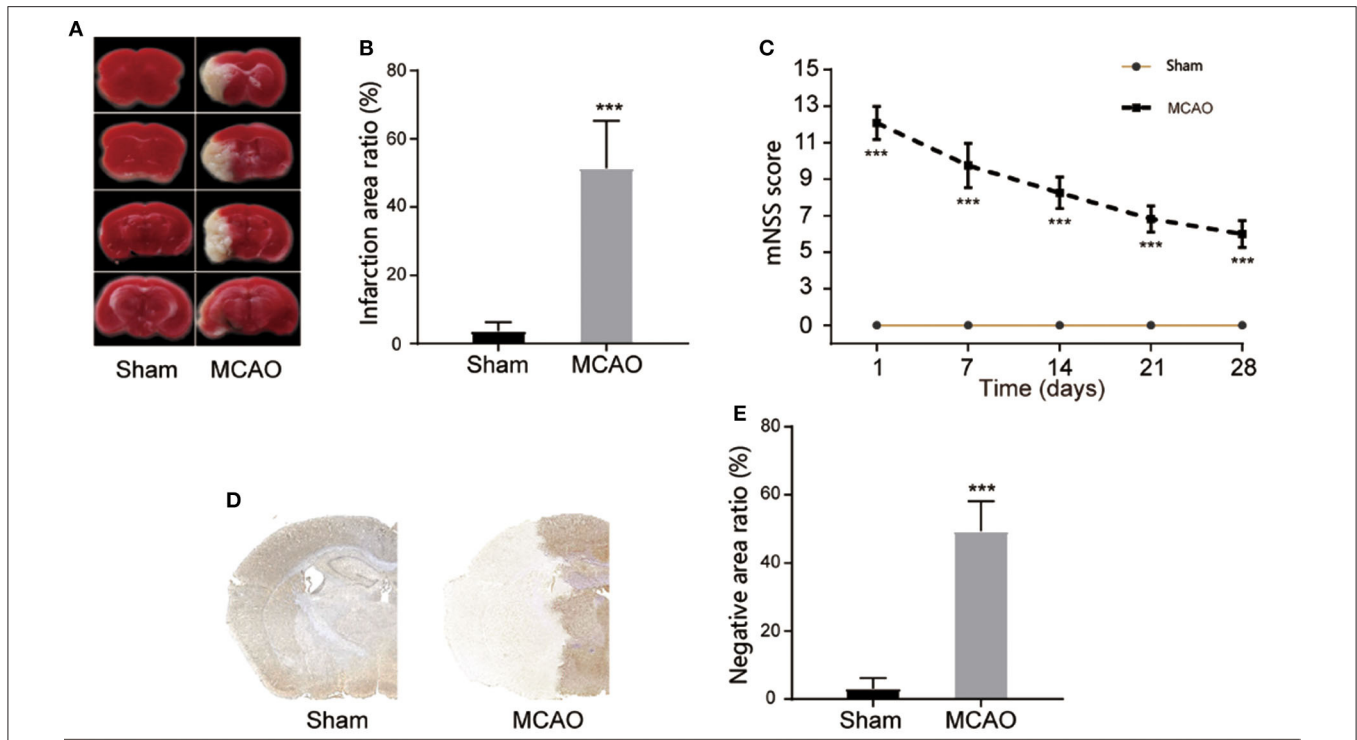 A
Sham MCAO
B
Infarction area ratio (%)
80
60
40
20
0
***
Sham MCAO
C
Sham
MCAO
mNSS score
15
13
11
9
7
5
3
0
***
***
***
***
***
1 7 14 21 28
Time (days)
D
Sham MCAO
E
Negative area ratio (%)
80
60
40
20
0
***
Sham MCAO